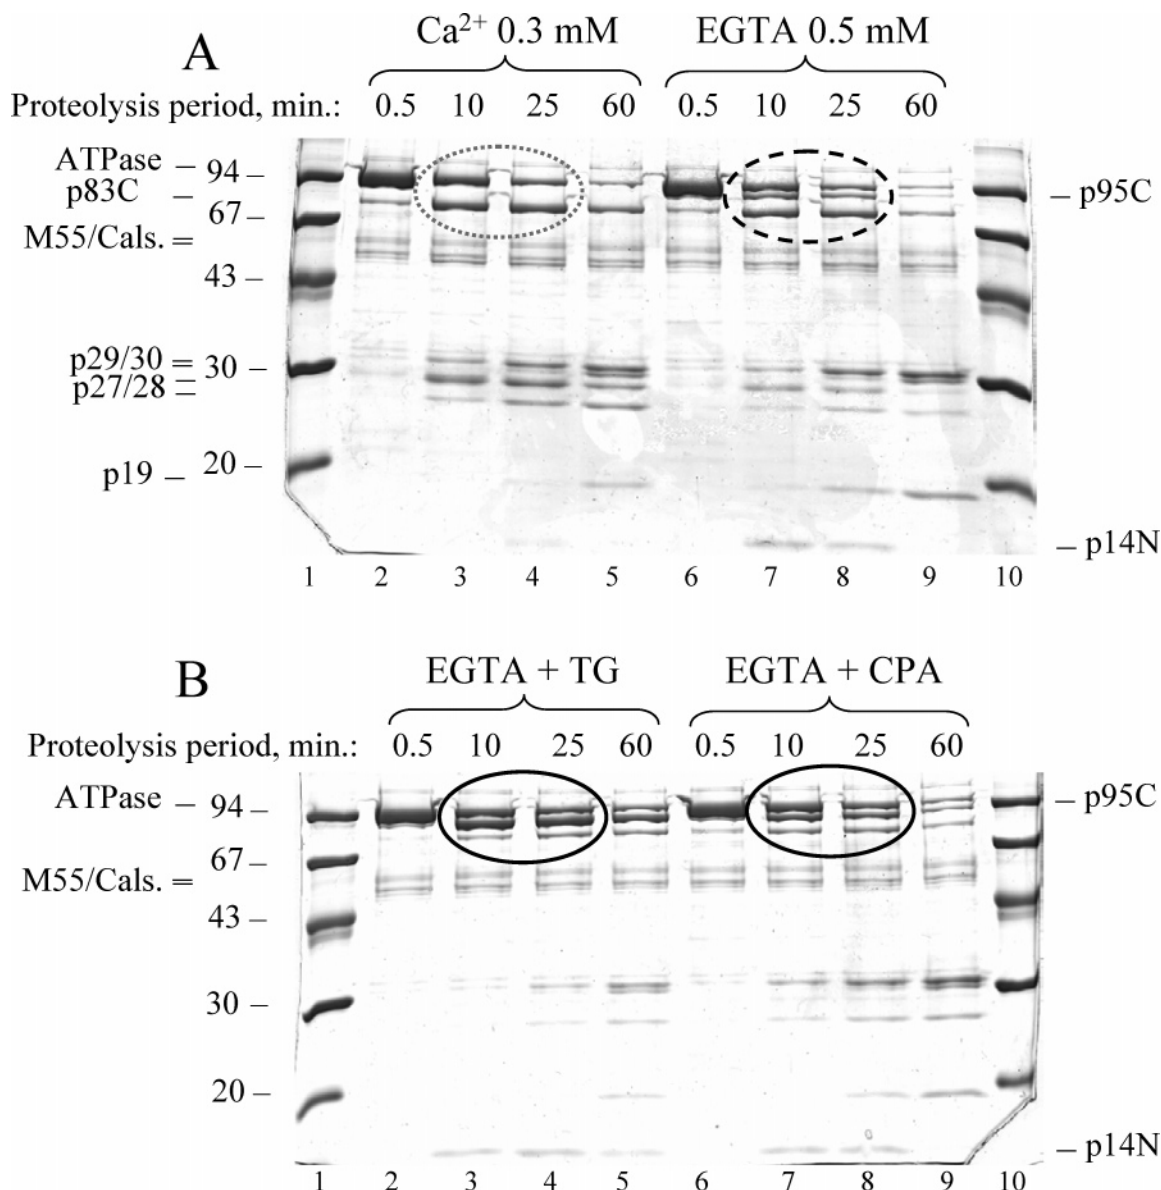 A
Ca²⁺ 0.3 mM EGTA 0.5 mM
Proteolysis period, min.: 0.5 10 25 60 0.5 10 25 60
ATPase – 94 –
p83C – – p95C
67 –
M55/Cals. =
43 –
p29/30 = 30 –
p27/28 =
p19 – 20 –
– p14N
1 2 3 4 5 6 7 8 9 10
B
EGTA + TG EGTA + CPA
Proteolysis period, min.: 0.5 10 25 60 0.5 10 25 60
ATPase – 94 – – p95C
67 –
M55/Cals. =
43 –
30 –
20 –
– p14N
1 2 3 4 5 6 7 8 9 10